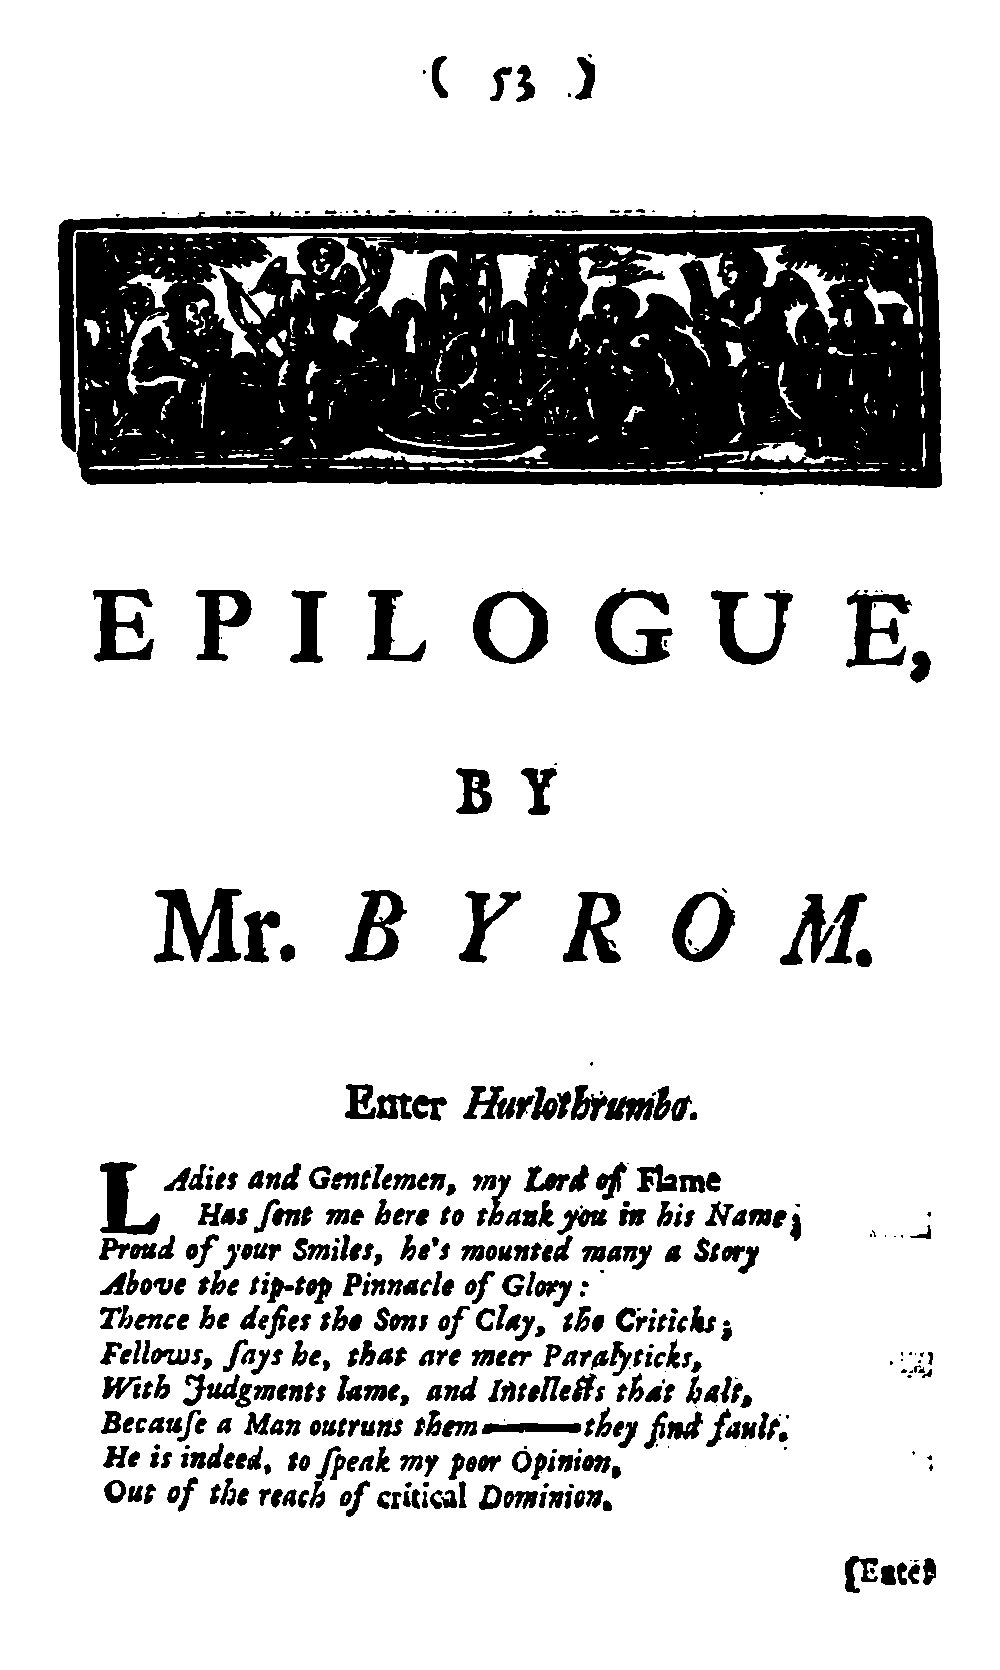 ( 53 )
EPILOGUE,
BY
Mr. BYROM.
Enter Hurlothrumbo.
LAdies and Gentlemen, my Lord of Flame
Has ſent me here to thank you in his Name;
Proud of your Smiles, he's mounted many a Story
Above the tip-top Pinnacle of Glory:
Thence he defies the Sons of Clay, the Criticks;
Fellows, ſays he, that are meer Paralyticks,
With Judgments lame, and Intellects that halt,
Becauſe a Man outruns them——they find fault.
He is indeed, to ſpeak my poor Opinion,
Out of the reach of critical Dominion.
[Enter